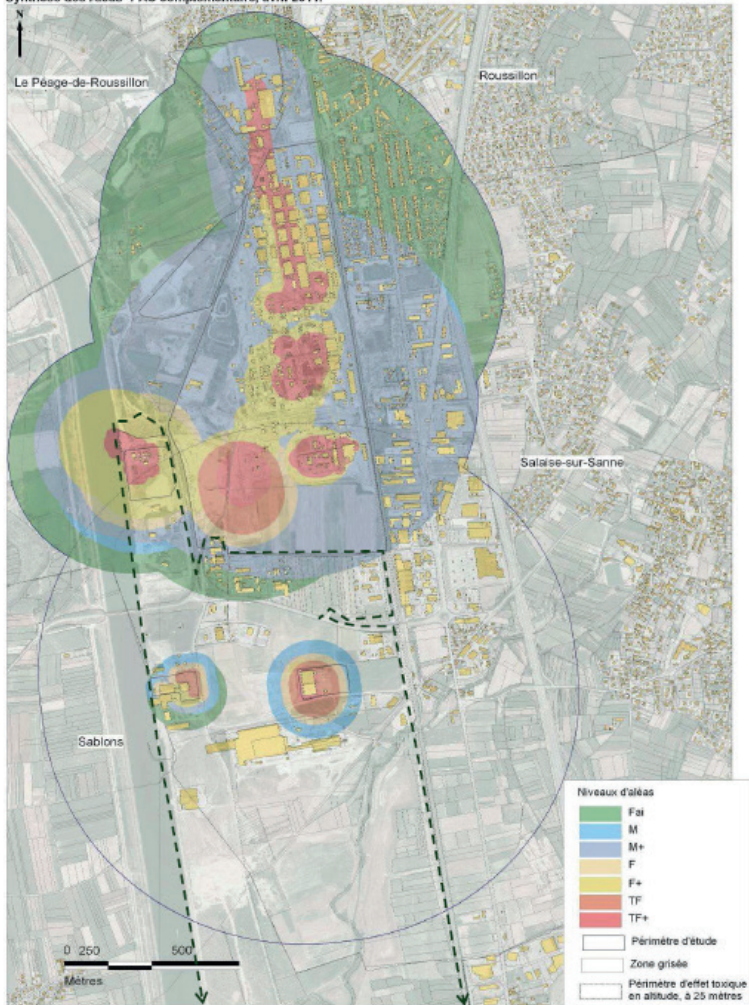 N
Le Péage-de-Roussillon
Roussillon
Salaise-sur-Sanne
Sablons
0 250 500
Mètres
Niveaux d'aléas
Fai
M
M+
F
F+
TF
TF+
Périmètre d'étude
Zone grisée
Périmètre d'effet toxique
en altitude, à 25 mètres